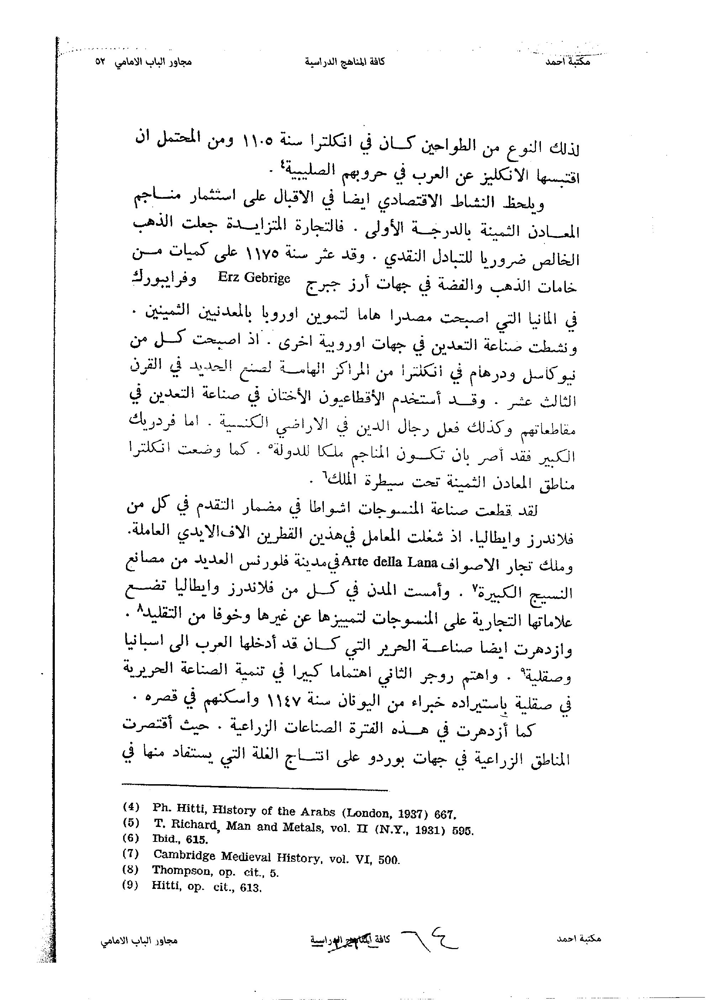 مكتبة احمد كافة المناهج الدراسية مجاور الباب الامامي ٥٢
لذلك النوع من الطواحين كان في انكلترا سنة ١١٠٥ ومن المحتمل ان
اقتبسها الانكليز عن العرب في حروبهم الصليبية٤ .
ويلحظ النشاط الاقتصادي ايضا في الاقبال على استثمار مناجم
المعادن الثمينة بالدرجة الأولى . فالتجارة المتزايدة جعلت الذهب
الخالص ضروريا للتبادل النقدي . وقد عثر سنة ١١٧٥ على كميات من
خامات الذهب والفضة في جهات أرز جبرج Erz Gebrige وفرايبورك
في المانيا التي اصبحت مصدرا هاما لتموين اوروبا بالمعدنيين الثمينين .
ونشطت صناعة التعدين في جهات اوروبية اخرى . اذ اصبحت كل من
نيوكاسل ودرهام في انكلترا من المراكز الهامة لصنع الحديد في القرن
الثالث عشر . وقد أستخدم الأقطاعيون الأختان في صناعة التعدين في
مقاطعاتهم وكذلك فعل رجال الدين في الاراضي الكنسية . اما فردريك
الكبير فقد أصر بان تكون المناجم ملكا للدولة٥ . كما وضعت انكلترا
مناطق المعادن الثمينة تحت سيطرة الملك٦ .
لقد قطعت صناعة المنسوجات اشواطا في مضمار التقدم في كل من
فلاندرز وايطاليا. اذ شغلت المعامل في هذين القطرين الاف الايدي العاملة.
وملك تجار الاصواف Arte della Lana في مدينة فلورنس العديد من مصانع
النسيج الكبيرة٧ . وأمست المدن في كل من فلاندرز وايطاليا تضع
علاماتها التجارية على المنسوجات لتمييزها عن غيرها وخوفا من التقليد٨ .
وازدهرت ايضا صناعة الحرير التي كان قد أدخلها العرب الى اسبانيا
وصقلية٩ . واهتم روجر الثاني اهتماما كبيرا في تنمية الصناعة الحريرية
في صقلية باستيراده خبراء من اليونان سنة ١١٤٧ واسكنهم في قصره .
كما أزدهرت في هذه الفترة الصناعات الزراعية . حيث أقتصرت
المناطق الزراعية في جهات بوردو على انتاج الغلة التي يستفاد منها في
(4) Ph. Hitti, History of the Arabs (London, 1937) 667.
(5) T. Richard, Man and Metals, vol. II (N.Y., 1931) 595.
(6) Ibid., 615.
(7) Cambridge Medieval History, vol. VI, 500.
(8) Thompson, op. cit., 5.
(9) Hitti, op. cit., 613.
مكتبة احمد ٦٤ كافة المناهج الدراسية مجاور الباب الامامي